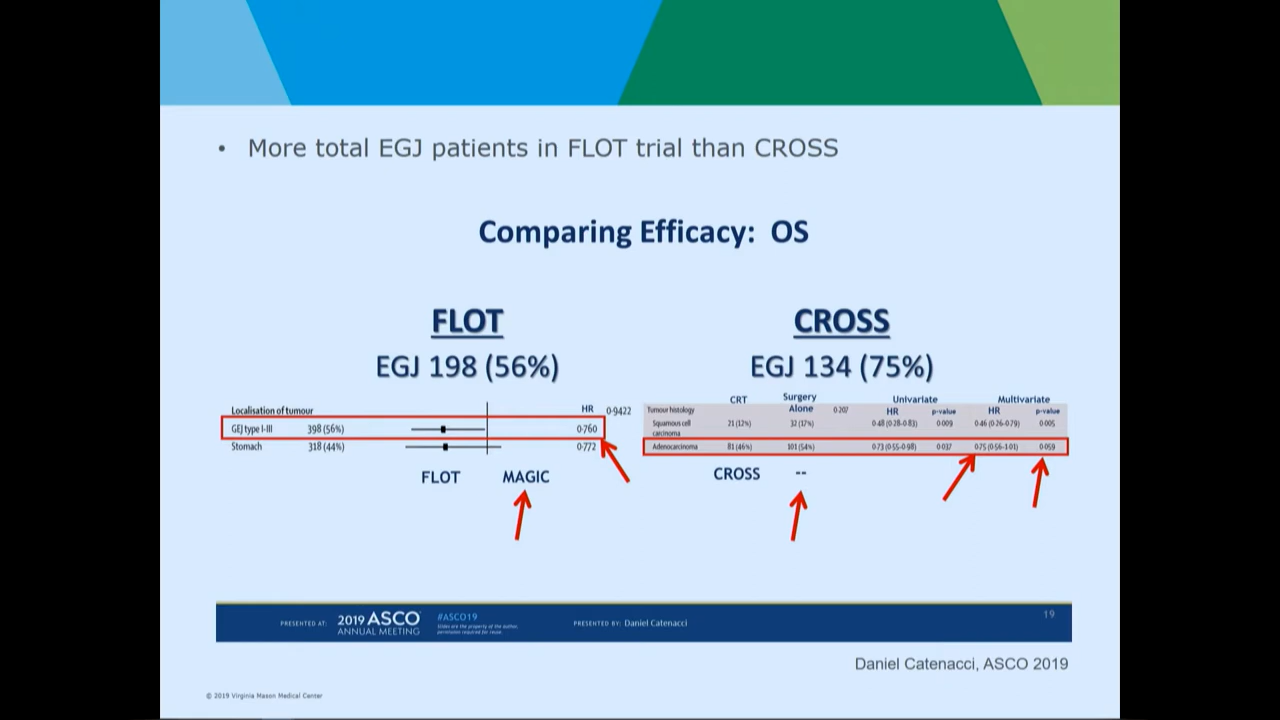 • More total EGJ patients in FLOT trial than CROSS
Comparing Efficacy: OS
FLOT
EGJ 198 (56%)
Localisation of tumour HR 0·9422
GEJ type I-III 398 (56%) 0·760
Stomach 318 (44%) 0·772
FLOT MAGIC
CROSS
EGJ 134 (75%)
CRT Surgery Alone Univariate Multivariate
Tumour histology 0·207 HR p-value HR p-value
Squamous cell carcinoma 21 (12%) 32 (17%) 0·48 (0·28-0·83) 0·009 0·46 (0·26-0·79) 0·005
Adenocarcinoma 81 (46%) 101 (54%) 0·73 (0·55-0·98) 0·037 0·75 (0·56-1·01) 0·059
CROSS --
PRESENTED AT: 2019 ASCO ANNUAL MEETING
#ASCO19
Slides are the property of the author, permission required for reuse.
PRESENTED BY: Daniel Catenacci
19
Daniel Catenacci, ASCO 2019
© 2019 Virginia Mason Medical Center